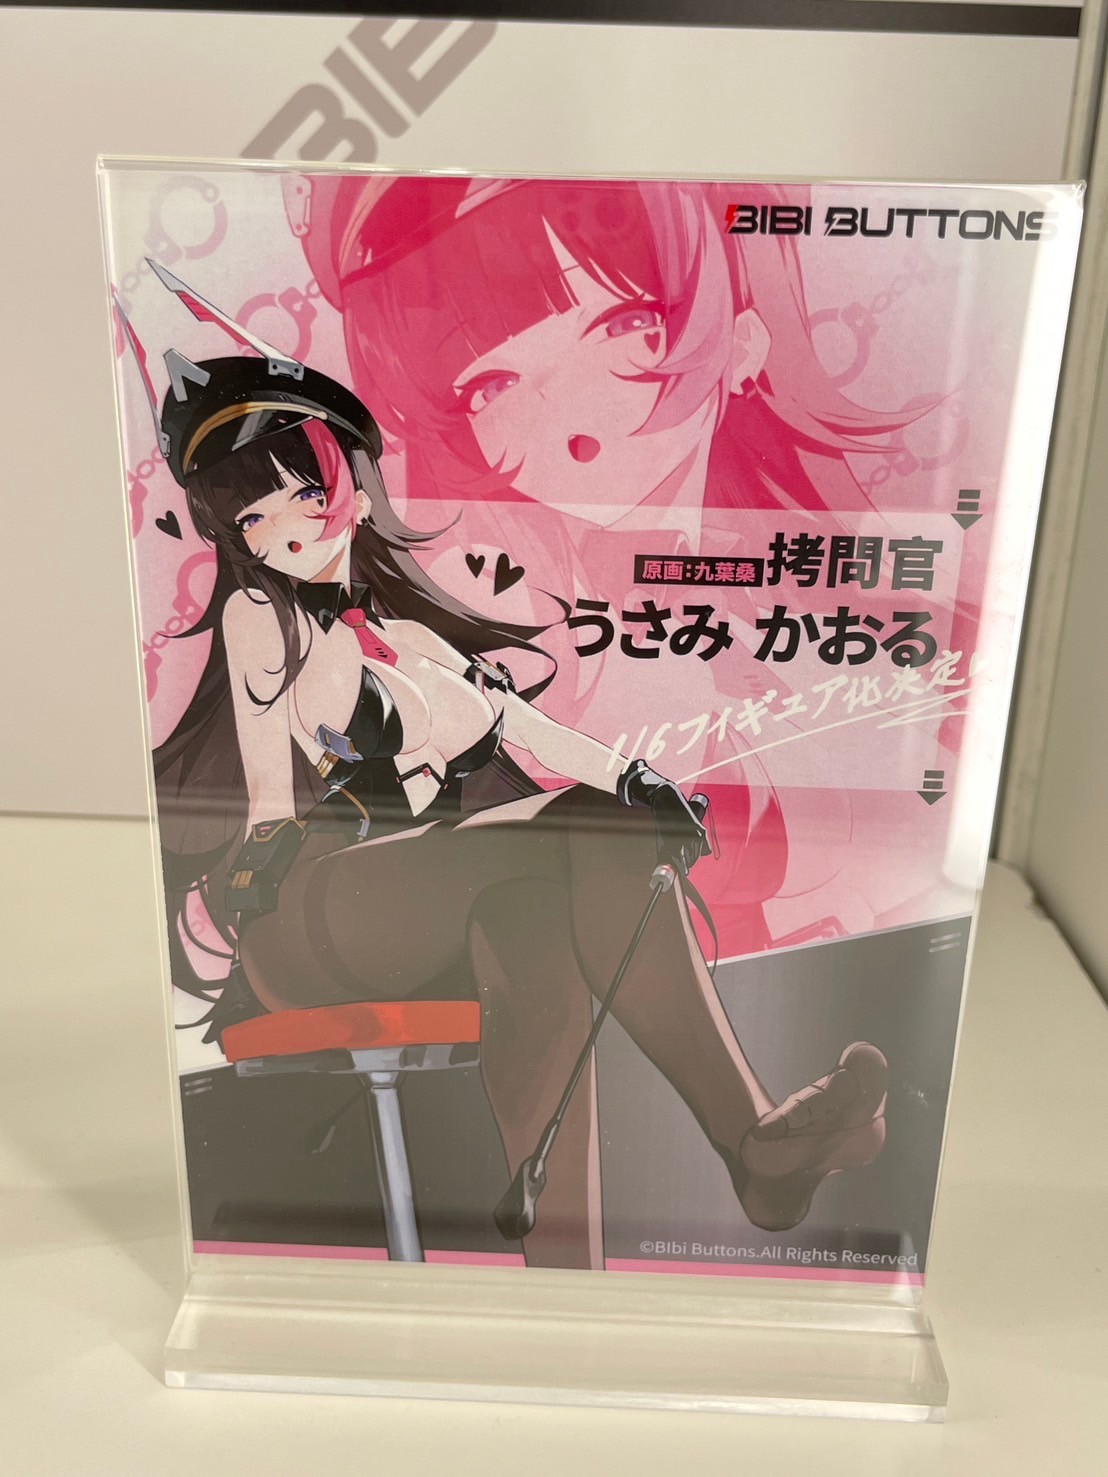 BIB
BIBI BUTTONS
原画:九葉桑 拷問官
うさみ かおる
1/6フィギュア化決定!
©BIbi Buttons.All Rights Reserved